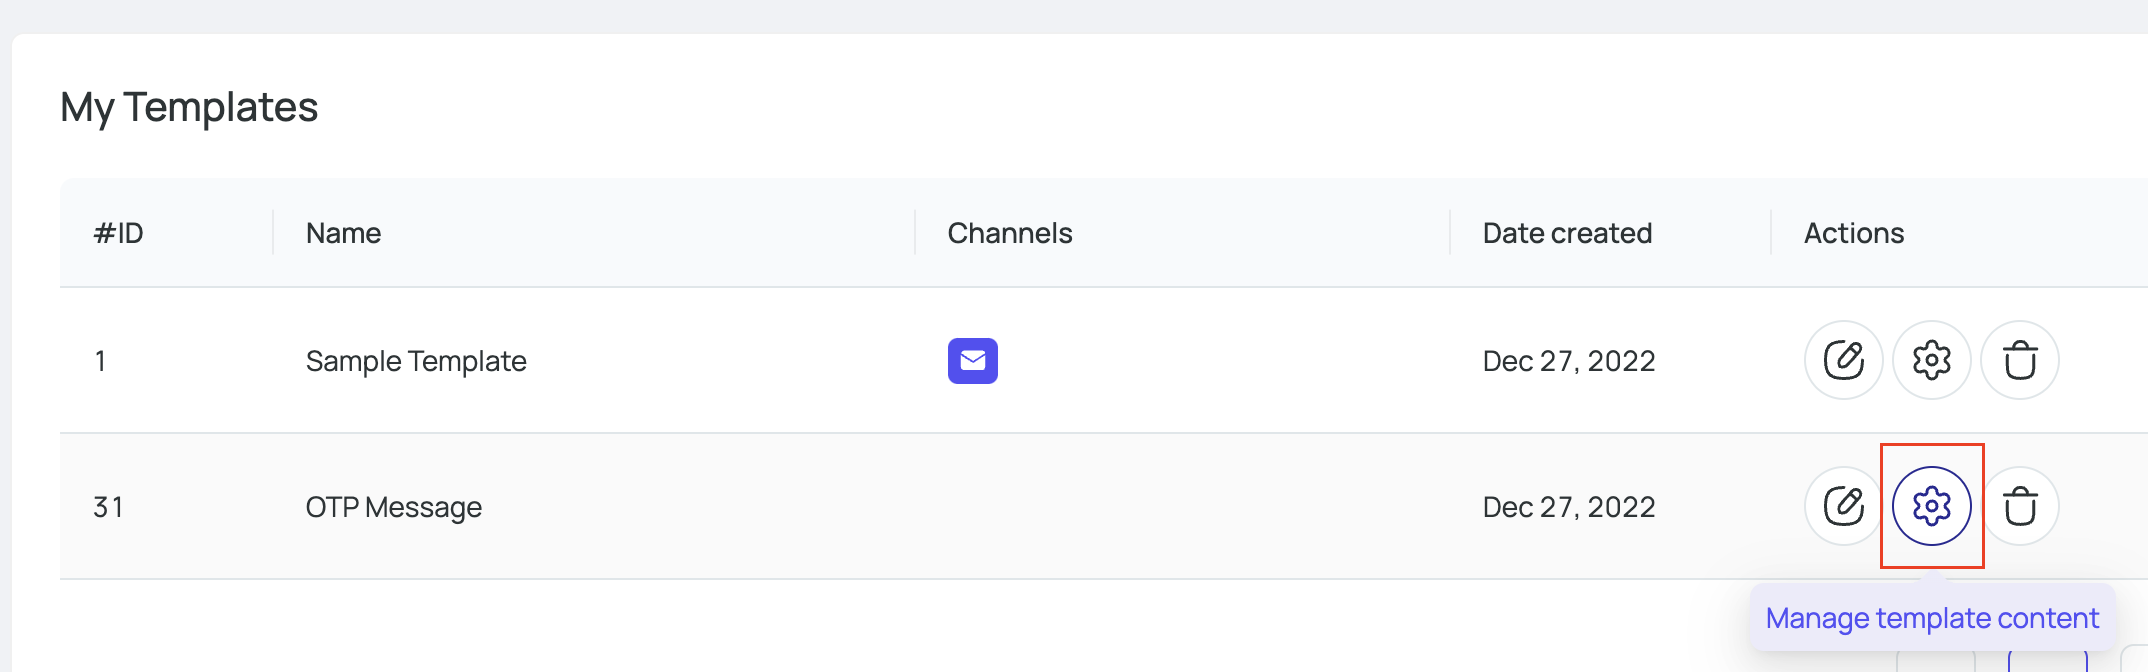 My Templates
#ID Name Channels Date created Actions
1 Sample Template Dec 27, 2022
31 OTP Message Dec 27, 2022
Manage template content